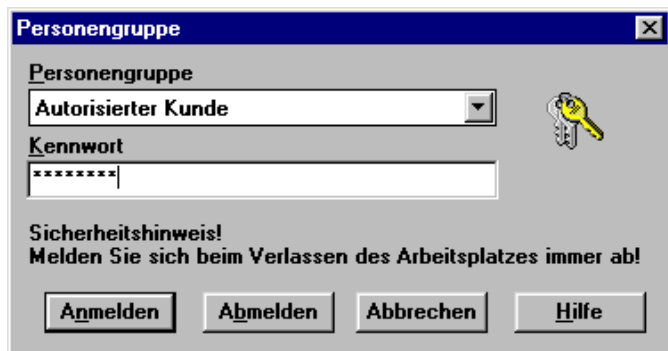 Personengruppe
Personengruppe
Autorisierter Kunde
Kennwort
********
Sicherheitshinweis!
Melden Sie sich beim Verlassen des Arbeitsplatzes immer ab!
Anmelden Abmelden Abbrechen Hilfe